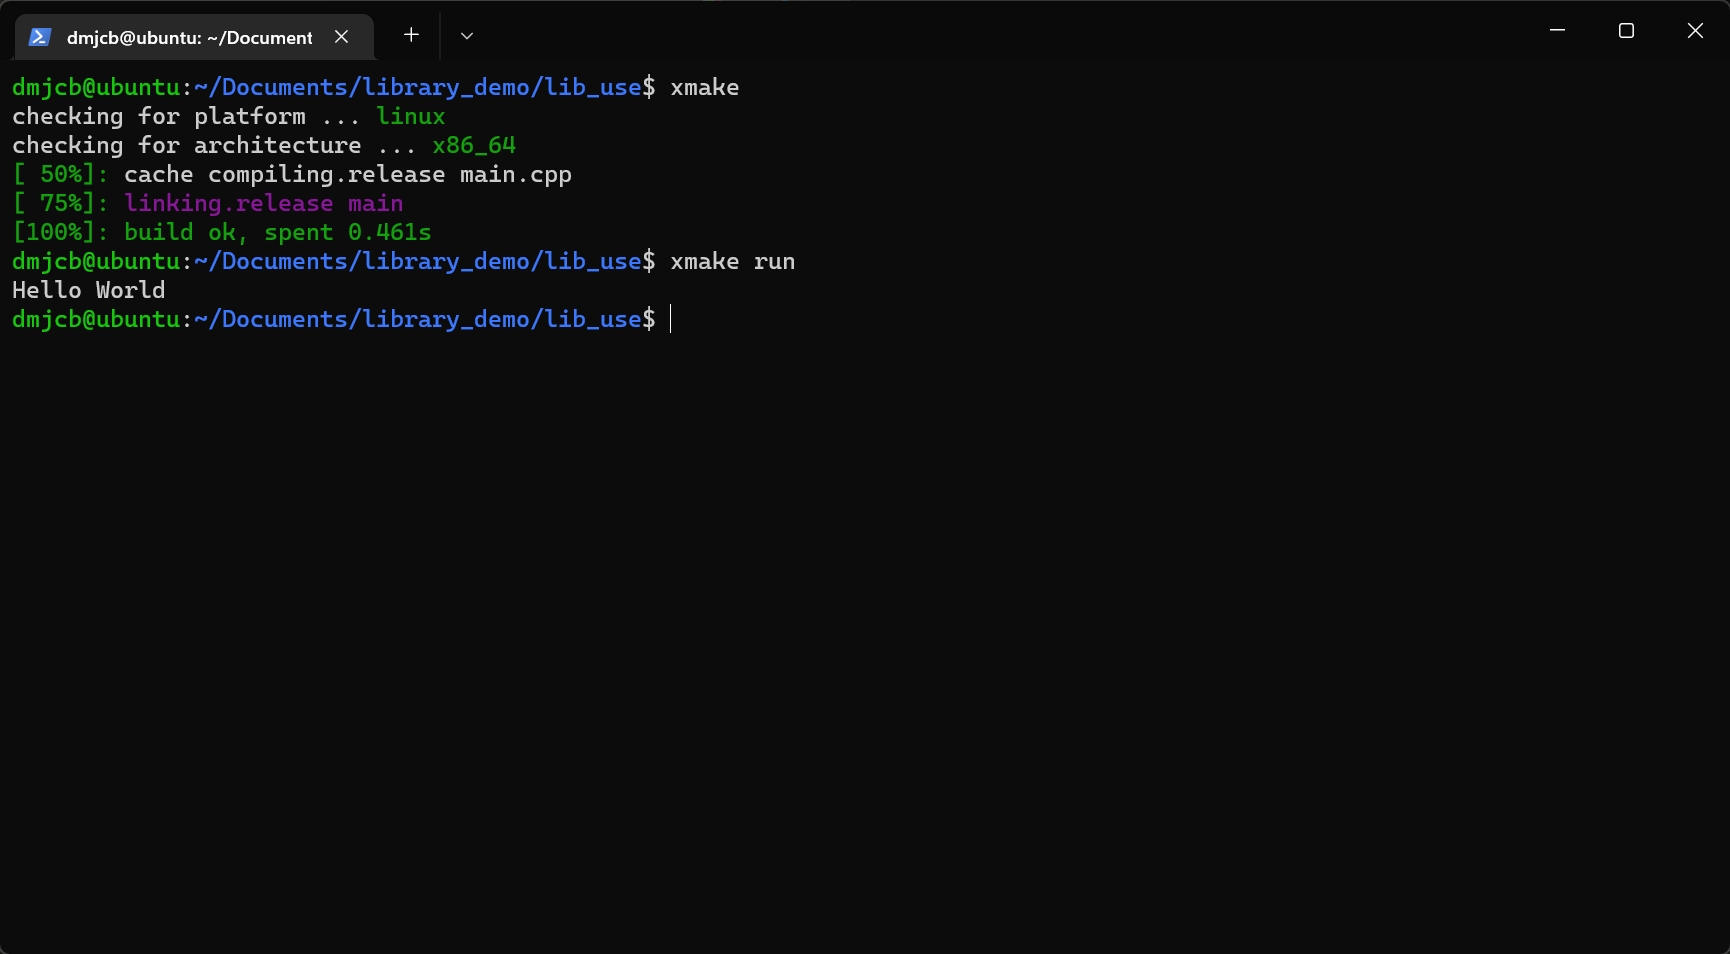 dmjcb@ubuntu: ~/Document
dmjcb@ubuntu:~/Documents/library_demo/lib_use$ xmake
checking for platform ... linux
checking for architecture ... x86_64
[ 50%]: cache compiling.release main.cpp
[ 75%]: linking.release main
[100%]: build ok, spent 0.461s
dmjcb@ubuntu:~/Documents/library_demo/lib_use$ xmake run
Hello World
dmjcb@ubuntu:~/Documents/library_demo/lib_use$